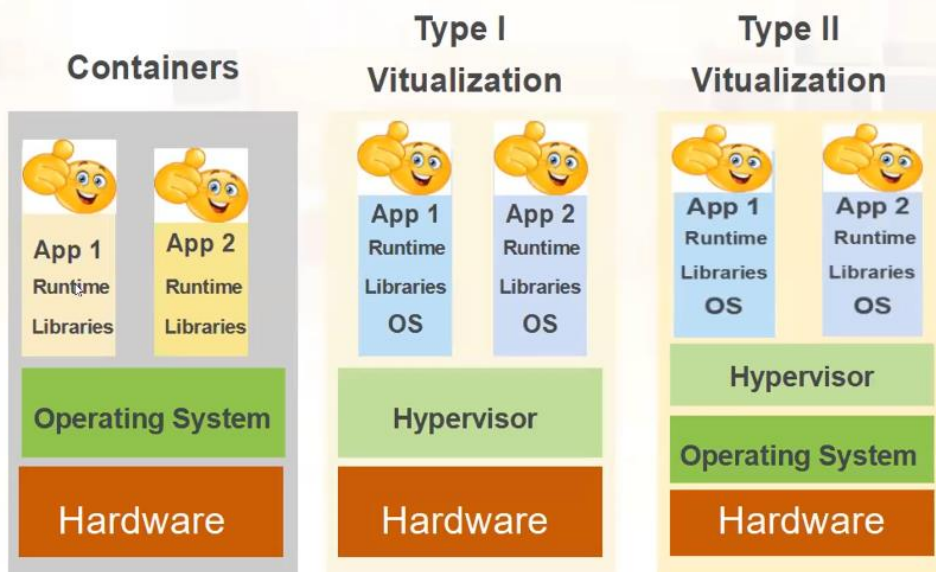 Containers
App 1
Runtime
Libraries
App 2
Runtime
Libraries
Operating System
Hardware
Type I
Vitualization
App 1
Runtime
Libraries
OS
App 2
Runtime
Libraries
OS
Hypervisor
Hardware
Type II
Vitualization
App 1
Runtime
Libraries
OS
App 2
Runtime
Libraries
OS
Hypervisor
Operating System
Hardware